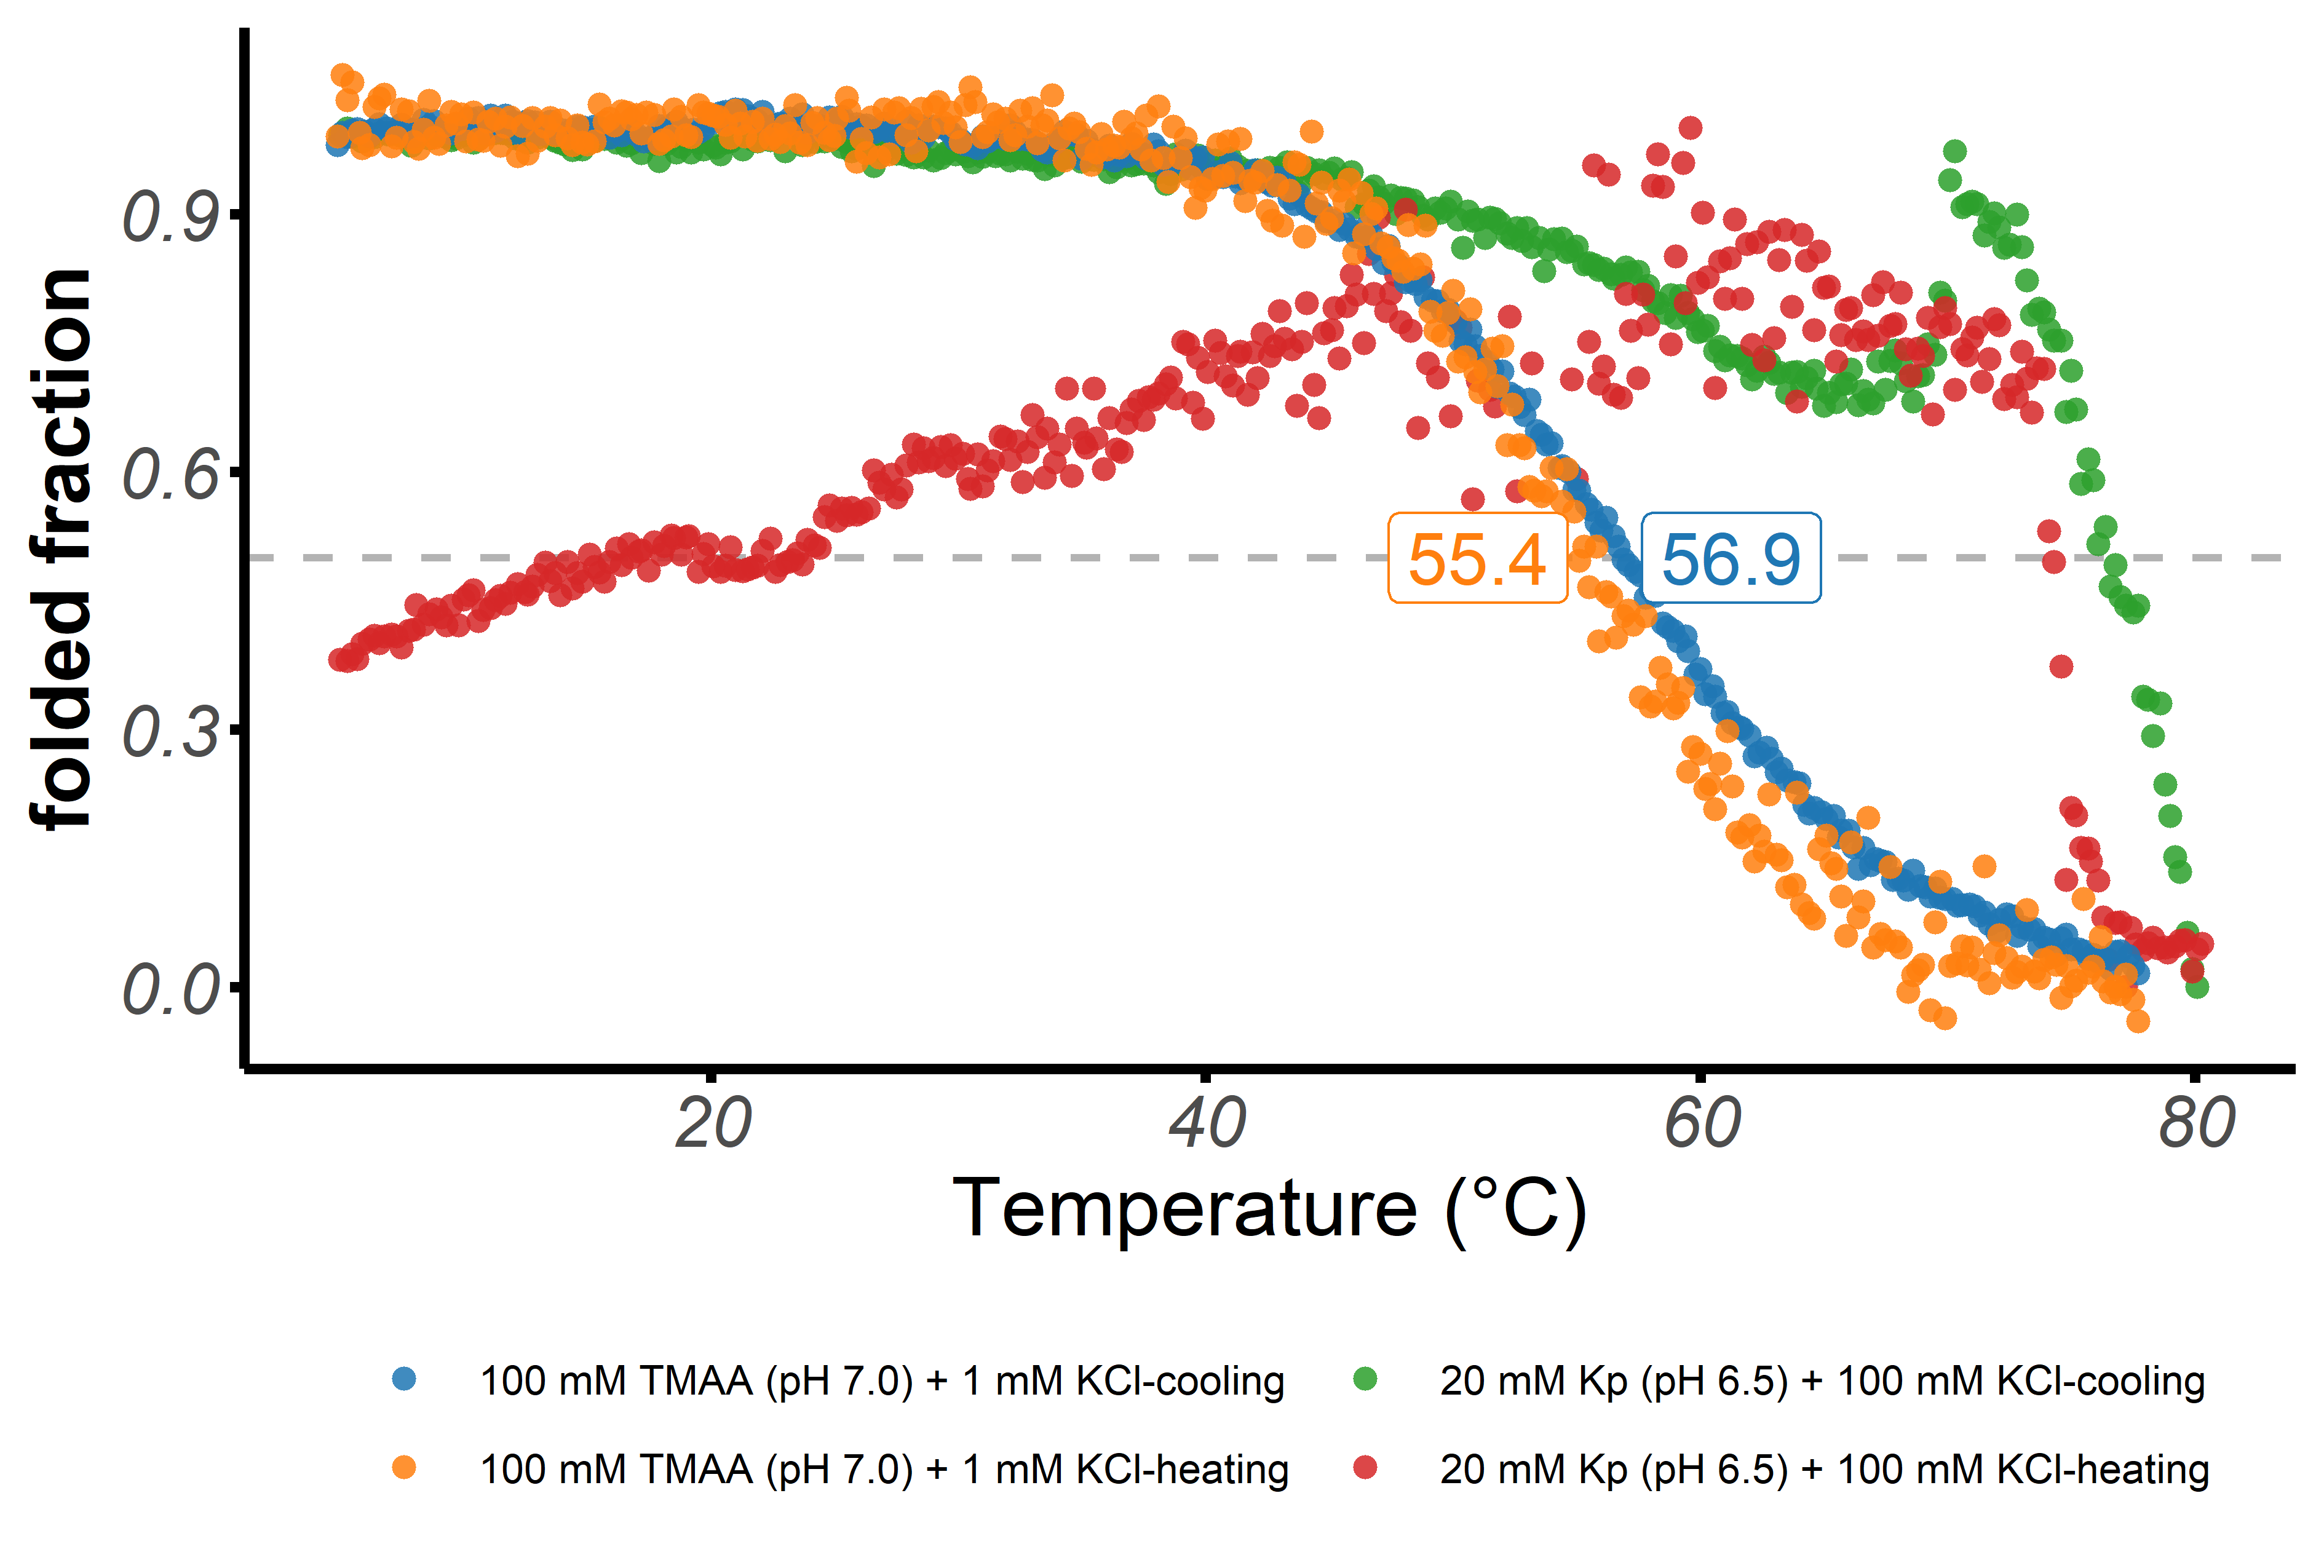 folded fraction
0.9
0.6
0.3
0.0
55.4
56.9
20
40
60
80
Temperature (°C)
100 mM TMAA (pH 7.0) + 1 mM KCl-cooling
20 mM Kp (pH 6.5) + 100 mM KCl-cooling
100 mM TMAA (pH 7.0) + 1 mM KCl-heating
20 mM Kp (pH 6.5) + 100 mM KCl-heating